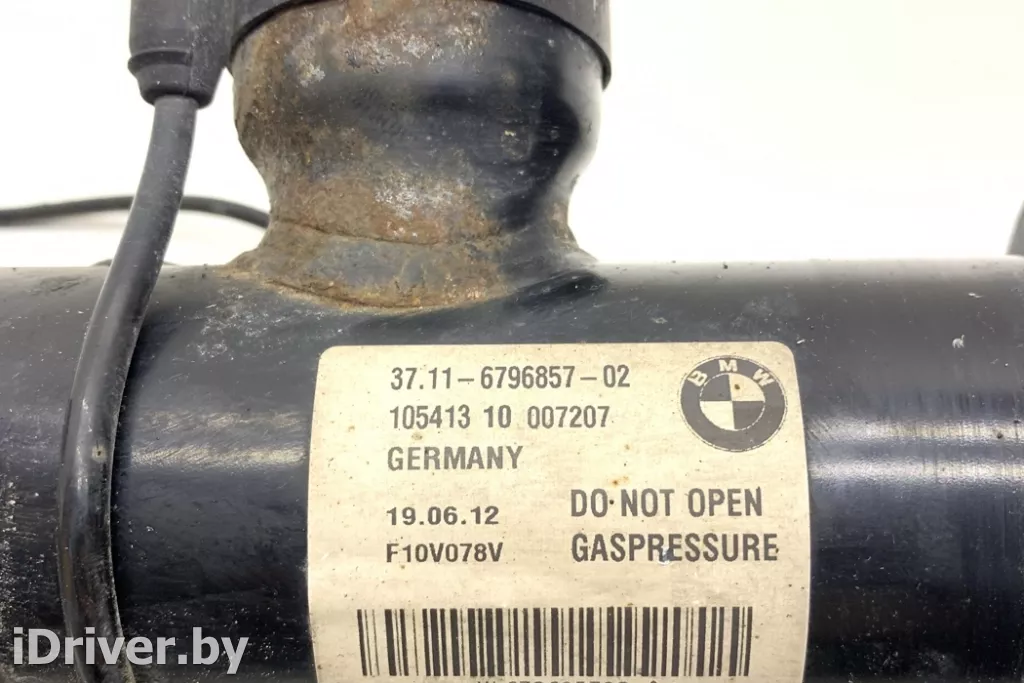 37.11-6796857-02
BMW
105413 10 007207
GERMANY
19.06.12
DO NOT OPEN
F10V078V
GASPRESSURE
iDriver.by